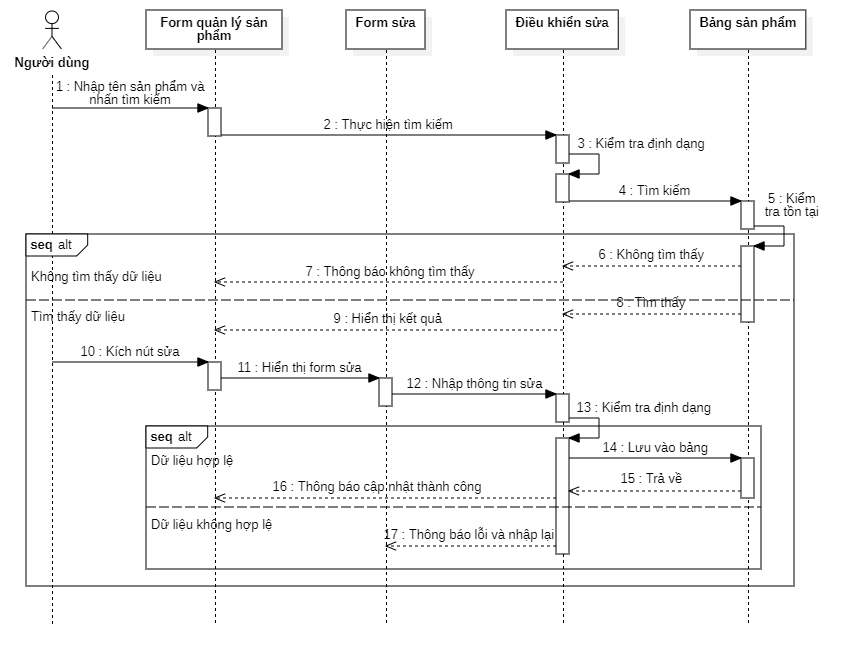 Form quản lý sản
phẩm
Form sửa
Điều khiển sửa
Bảng sản phẩm
Người dùng
1 : Nhập tên sản phẩm và
nhấn tìm kiếm
2 : Thực hiện tìm kiếm
3 : Kiểm tra định dạng
4 : Tìm kiếm
5 : Kiểm
tra tồn tại
seq alt
6 : Không tìm thấy
7 : Thông báo không tìm thấy
Không tìm thấy dữ liệu
8 : Tìm thấy
Tìm thấy dữ liệu
9 : Hiển thị kết quả
10 : Kích nút sửa
11 : Hiển thị form sửa
12 : Nhập thông tin sửa
13 : Kiểm tra định dạng
seq alt
14 : Lưu vào bảng
Dữ liệu hợp lệ
15 : Trả về
16 : Thông báo cập nhật thành công
Dữ liệu không hợp lệ
17 : Thông báo lỗi và nhập lại